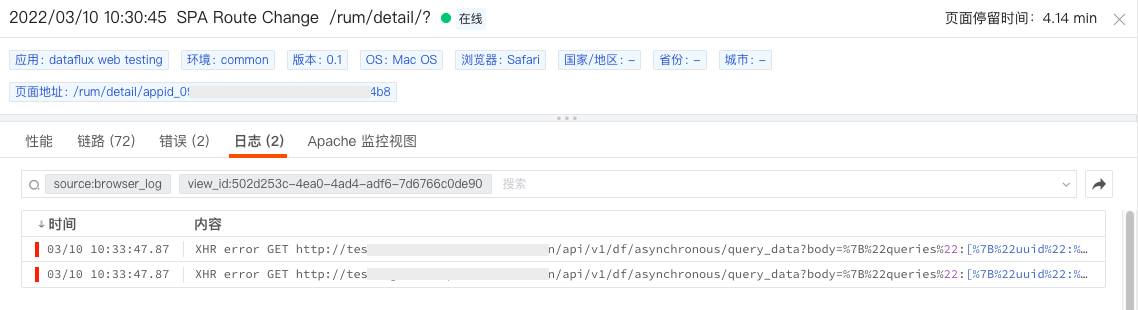 2022/03/10 10:30:45 SPA Route Change /rum/detail/? 在线 页面停留时间: 4.14 min
应用: dataflux web testing 环境: common 版本: 0.1 OS: Mac OS 浏览器: Safari 国家/地区: - 省份: - 城市: -
页面地址: /rum/detail/appid_09 4b8
性能 链路 (72) 错误 (2) 日志 (2) Apache 监控视图
source:browser_log view_id:502d253c-4ea0-4ad4-adf6-7d6766c0de90 搜索
时间 内容
03/10 10:33:47.87 XHR error GET http://tes n/api/v1/df/asynchronous/query_data?body=%7B%22queries%22:[%7B%22uuid%22:%…
03/10 10:33:47.87 XHR error GET http://tes n/api/v1/df/asynchronous/query_data?body=%7B%22queries%22:[%7B%22uuid%22:%…